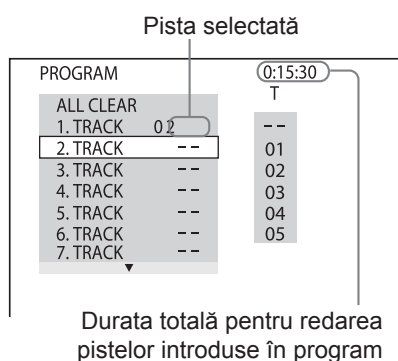 Pista selectată
PROGRAM 0:15:30
T
ALL CLEAR
1. TRACK 02 --
2. TRACK -- 01
3. TRACK -- 02
4. TRACK -- 03
5. TRACK -- 04
6. TRACK -- 05
7. TRACK --
Durata totală pentru redarea
pistelor introduse în program